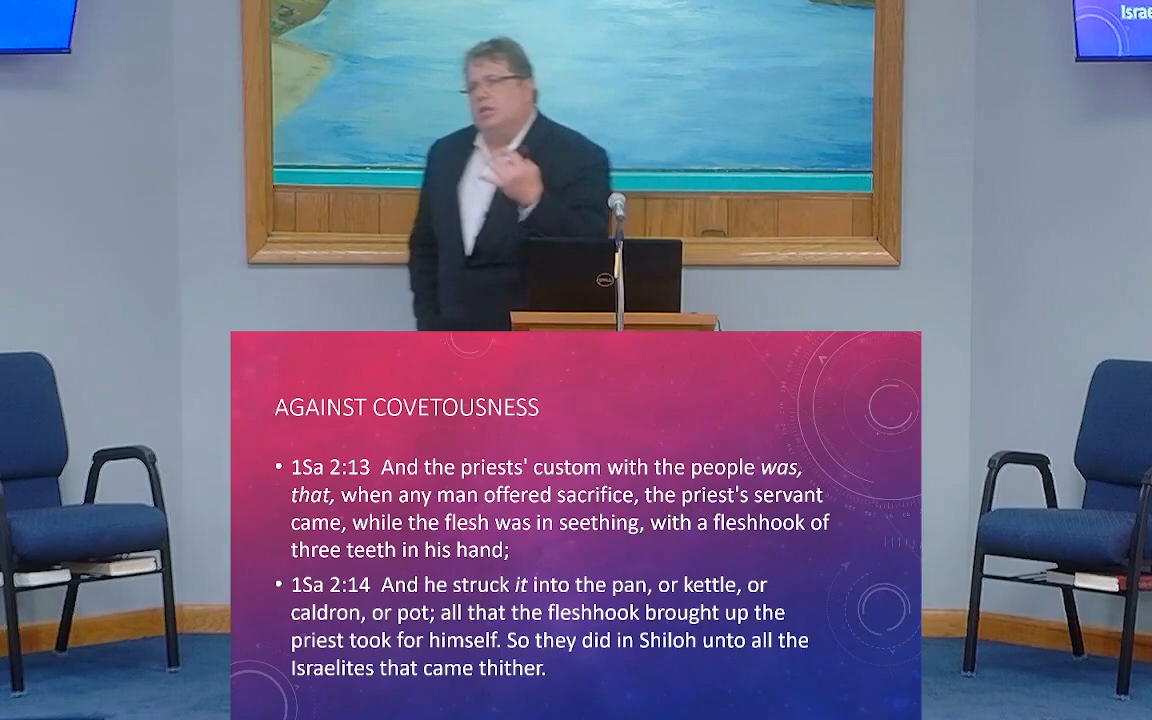 Israe
DELL
AGAINST COVETOUSNESS
• 1Sa 2:13 And the priests' custom with the people was,
that, when any man offered sacrifice, the priest's servant
came, while the flesh was in seething, with a fleshhook of
three teeth in his hand;
• 1Sa 2:14 And he struck it into the pan, or kettle, or
caldron, or pot; all that the fleshhook brought up the
priest took for himself. So they did in Shiloh unto all the
Israelites that came thither.